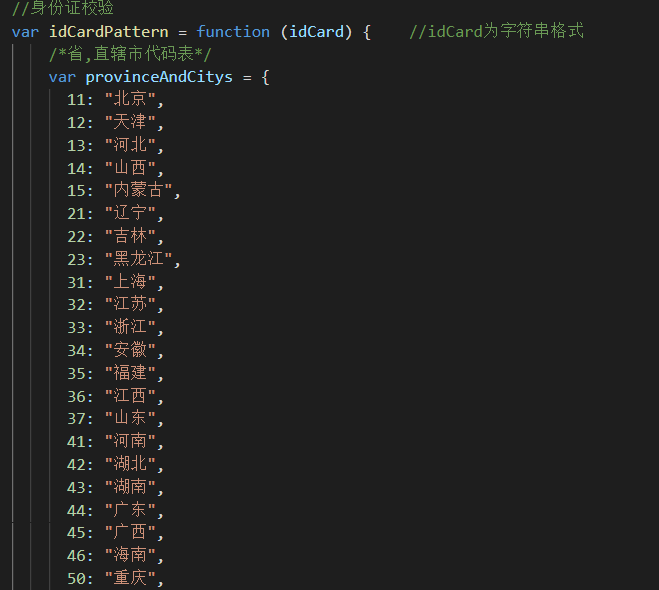 //身份证校验
var idCardPattern = function (idCard) {    //idCard为字符串格式
/*省,直辖市代码表*/
var provinceAndCitys = {
11: "北京",
12: "天津",
13: "河北",
14: "山西",
15: "内蒙古",
21: "辽宁",
22: "吉林",
23: "黑龙江",
31: "上海",
32: "江苏",
33: "浙江",
34: "安徽",
35: "福建",
36: "江西",
37: "山东",
41: "河南",
42: "湖北",
43: "湖南",
44: "广东",
45: "广西",
46: "海南",
50: "重庆",